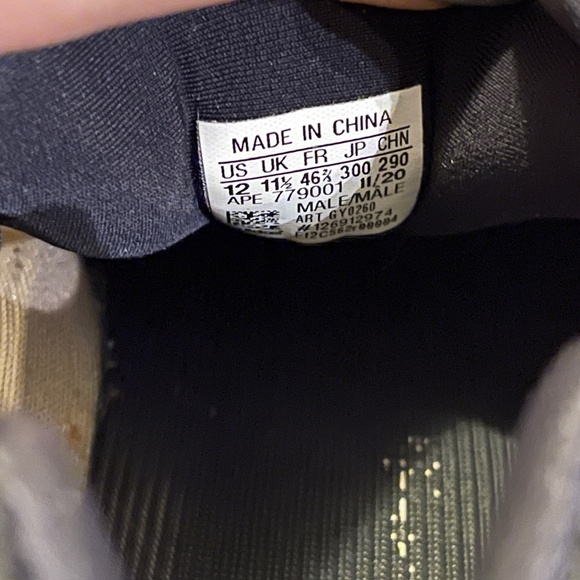 MADE IN CHINA
US UK FR JP CHN
12 11½ 46⅔ 300 290
APE 779001 11/20
MALE/MALE
ART GY0260
#126912974